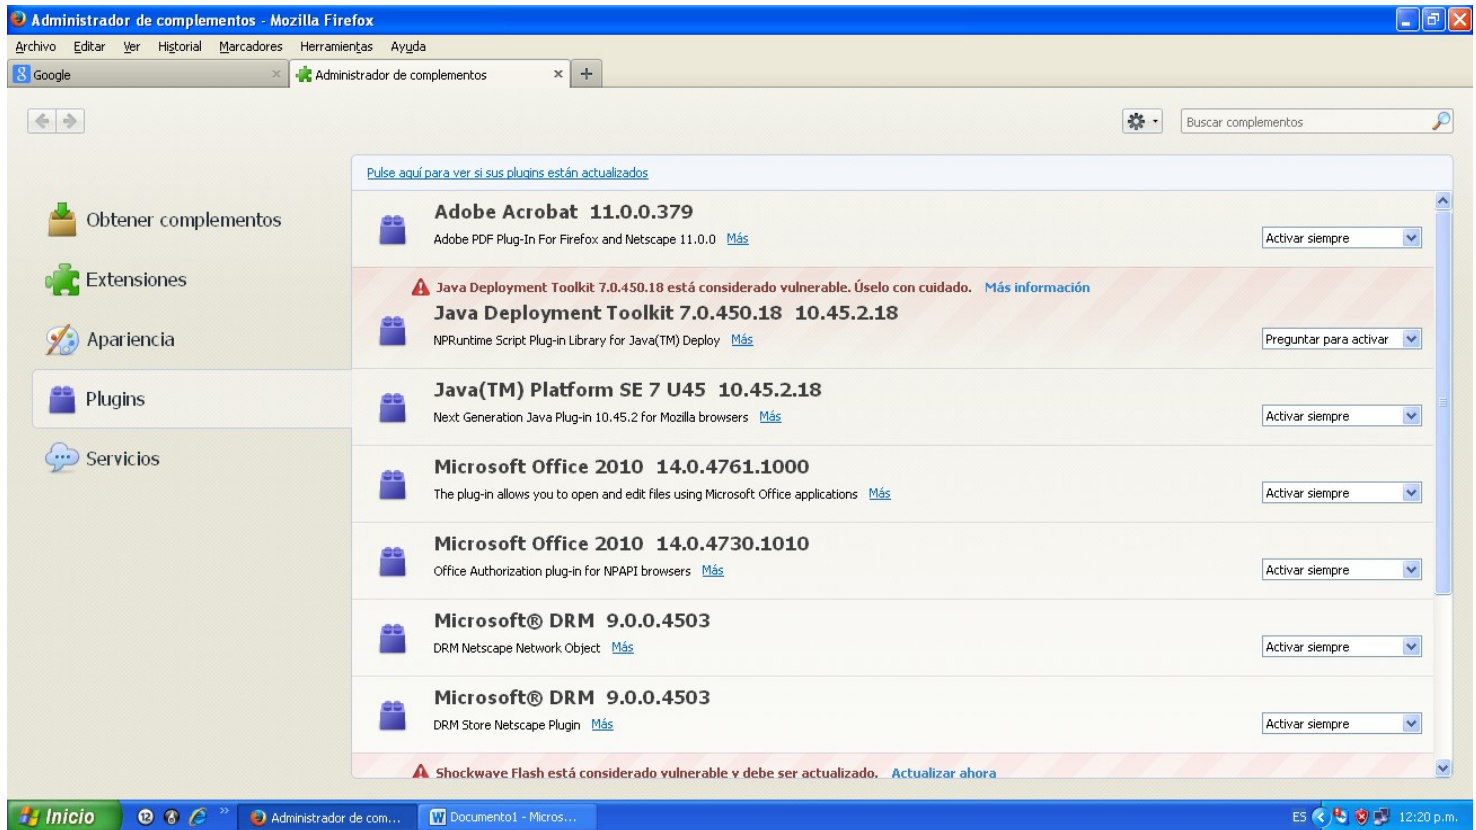 Administrador de complementos - Mozilla Firefox
Archivo Editar Ver Historial Marcadores Herramientas Ayuda
Google
Administrador de complementos
Buscar complementos
Pulse aquí para ver si sus plugins están actualizados
Obtener complementos
Extensiones
Apariencia
Plugins
Servicios
Adobe Acrobat 11.0.0.379
Adobe PDF Plug-In For Firefox and Netscape 11.0.0 Más
Activar siempre
Java Deployment Toolkit 7.0.450.18 está considerado vulnerable. Úselo con cuidado. Más información
Java Deployment Toolkit 7.0.450.18 10.45.2.18
NPRuntime Script Plug-in Library for Java(TM) Deploy Más
Preguntar para activar
Java(TM) Platform SE 7 U45 10.45.2.18
Next Generation Java Plug-in 10.45.2 for Mozilla browsers Más
Activar siempre
Microsoft Office 2010 14.0.4761.1000
The plug-in allows you to open and edit files using Microsoft Office applications Más
Activar siempre
Microsoft Office 2010 14.0.4730.1010
Office Authorization plug-in for NPAPI browsers Más
Activar siempre
Microsoft® DRM 9.0.0.4503
DRM Netscape Network Object Más
Activar siempre
Microsoft® DRM 9.0.0.4503
DRM Store Netscape Plugin Más
Activar siempre
Shockwave Flash está considerado vulnerable y debe ser actualizado. Actualizar ahora
Inicio
Administrador de com...
Documento1 - Micros...
ES
12:20 p.m.